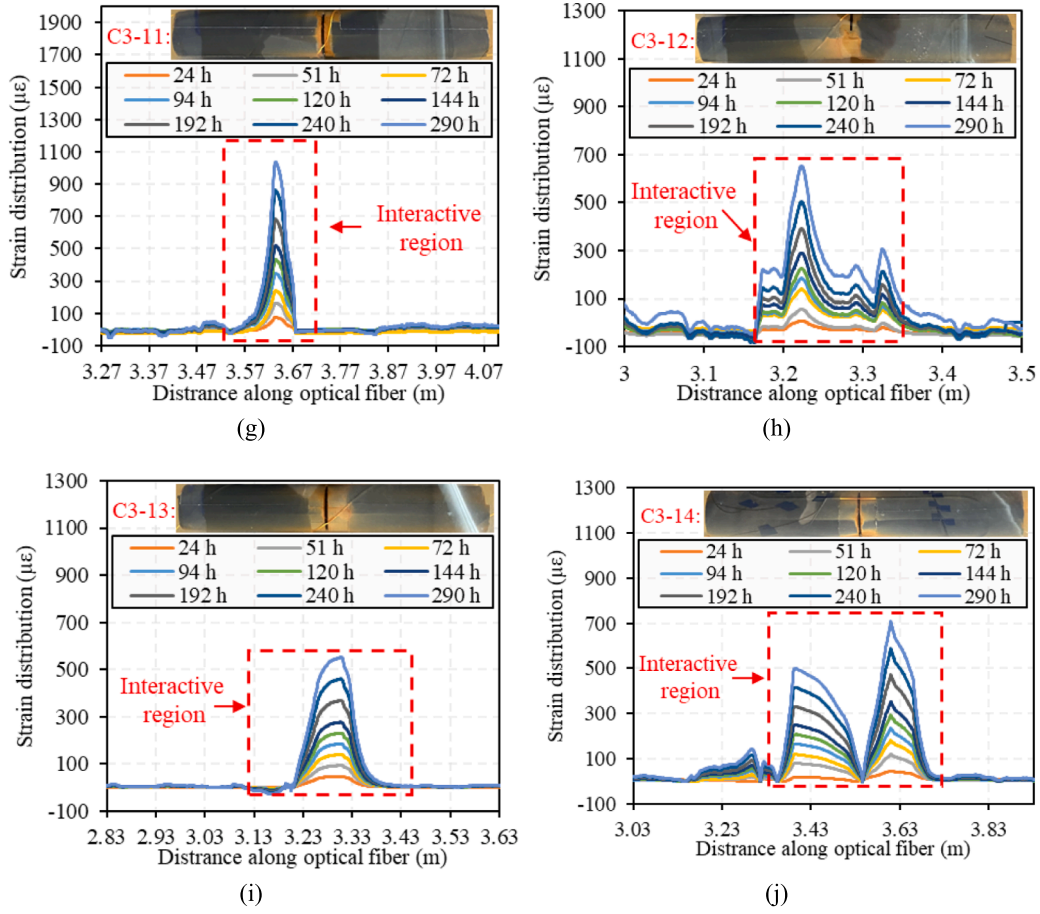 C3-11:
24 h 51 h 72 h
94 h 120 h 144 h
192 h 240 h 290 h
Interactive
region
Strain distribution (με)
1900
1700
1500
1300
1100
900
700
500
300
100
-100
3.27 3.37 3.47 3.57 3.67 3.77 3.87 3.97 4.07
Distrance along optical fiber (m)
(g)
C3-12:
24 h 51 h 72 h
94 h 120 h 144 h
192 h 240 h 290 h
Interactive
region
Strain distribution (με)
1300
1100
900
700
500
300
100
-100
3 3.1 3.2 3.3 3.4 3.5
Distrance along optical fiber (m)
(h)
C3-13:
24 h 51 h 72 h
94 h 120 h 144 h
192 h 240 h 290 h
Interactive
region
Strain distribution (με)
1300
1100
900
700
500
300
100
-100
2.83 2.93 3.03 3.13 3.23 3.33 3.43 3.53 3.63
Distrance along optical fiber (m)
(i)
C3-14:
24 h 51 h 72 h
94 h 120 h 144 h
192 h 240 h 290 h
Interactive
region
Strain distribution (με)
1300
1100
900
700
500
300
100
-100
3.03 3.23 3.43 3.63 3.83
Distrance along optical fiber (m)
(j)